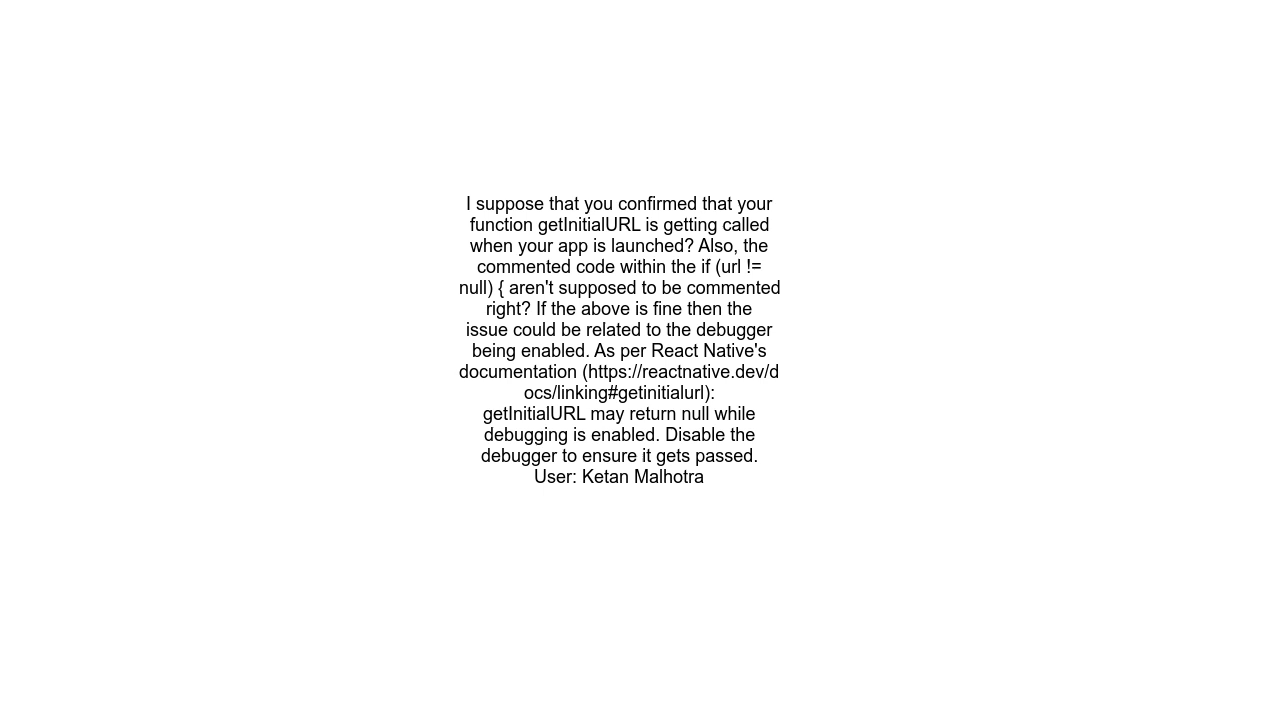 I suppose that you confirmed that your
function getInitialURL is getting called
when your app is launched? Also, the
commented code within the if (url !=
null) { aren't supposed to be commented
right? If the above is fine then the
issue could be related to the debugger
being enabled. As per React Native's
documentation (https://reactnative.dev/d
ocs/linking#getinitialurl):
getInitialURL may return null while
debugging is enabled. Disable the
debugger to ensure it gets passed.
User: Ketan Malhotra